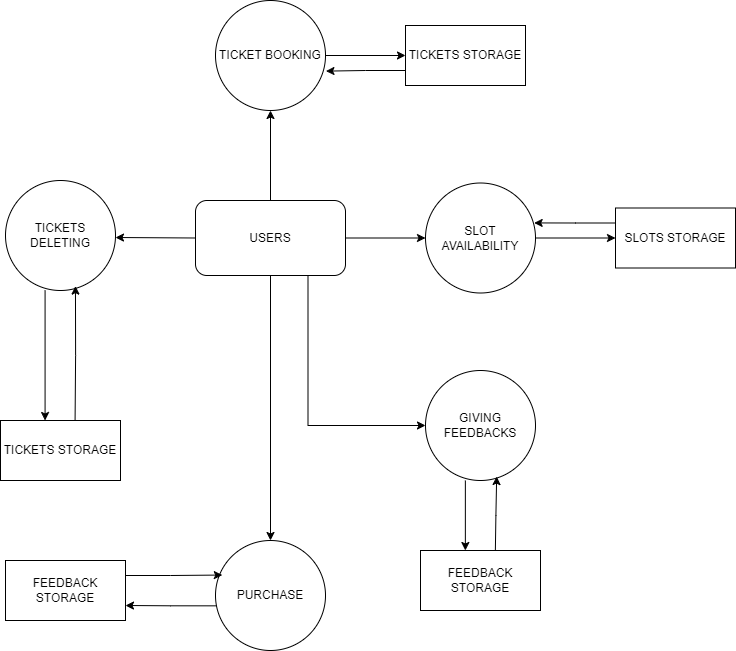 TICKET BOOKING
TICKETS STORAGE
TICKETS
DELETING
USERS
SLOT
AVAILABILITY
SLOTS STORAGE
GIVING
FEEDBACKS
TICKETS STORAGE
FEEDBACK
STORAGE
PURCHASE
FEEDBACK
STORAGE